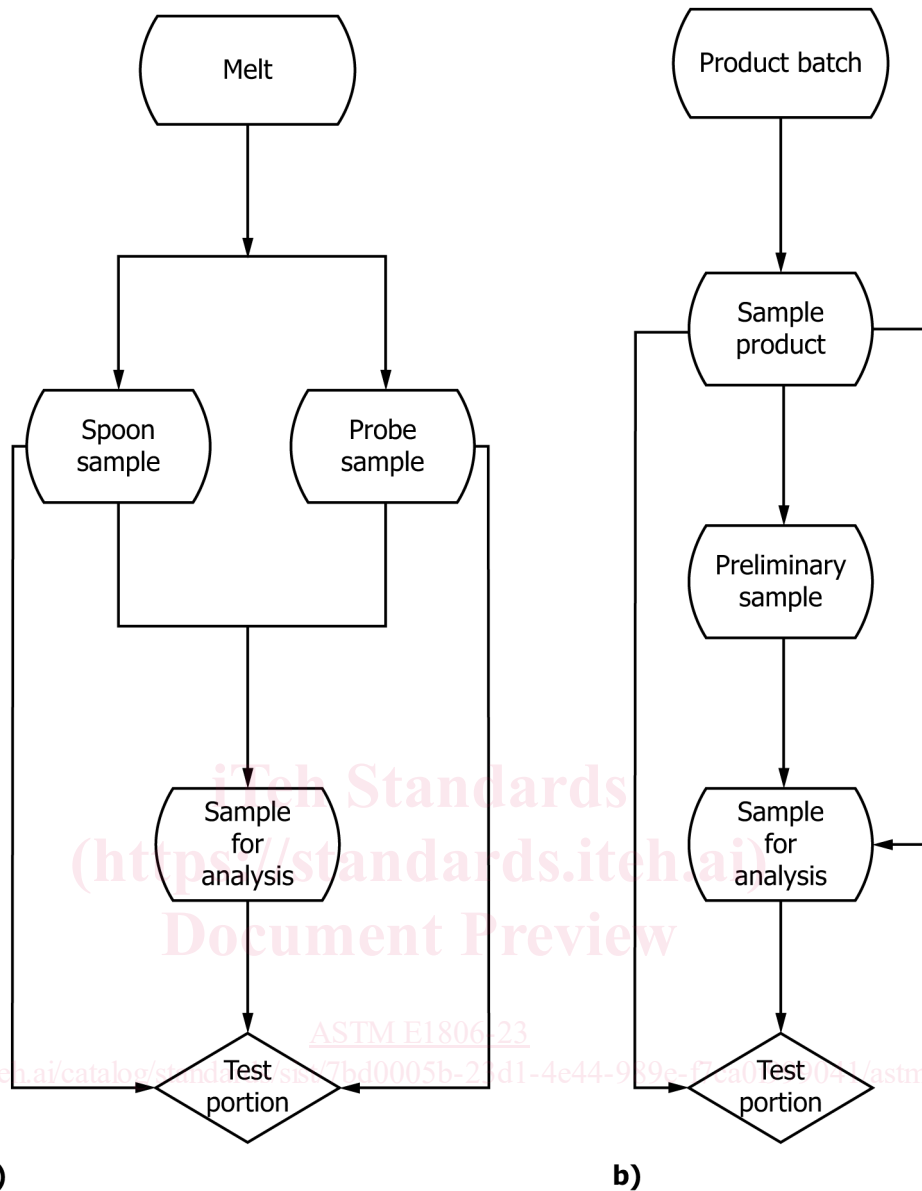 Melt
Spoon
sample
Probe
sample
Sample
for
analysis
Test
portion
)
Product batch
Sample
product
Preliminary
sample
Sample
for
analysis
Test
portion
b)
iTeh Standards
(https://standards.iteh.ai)
Document Preview
ASTM E1806-23